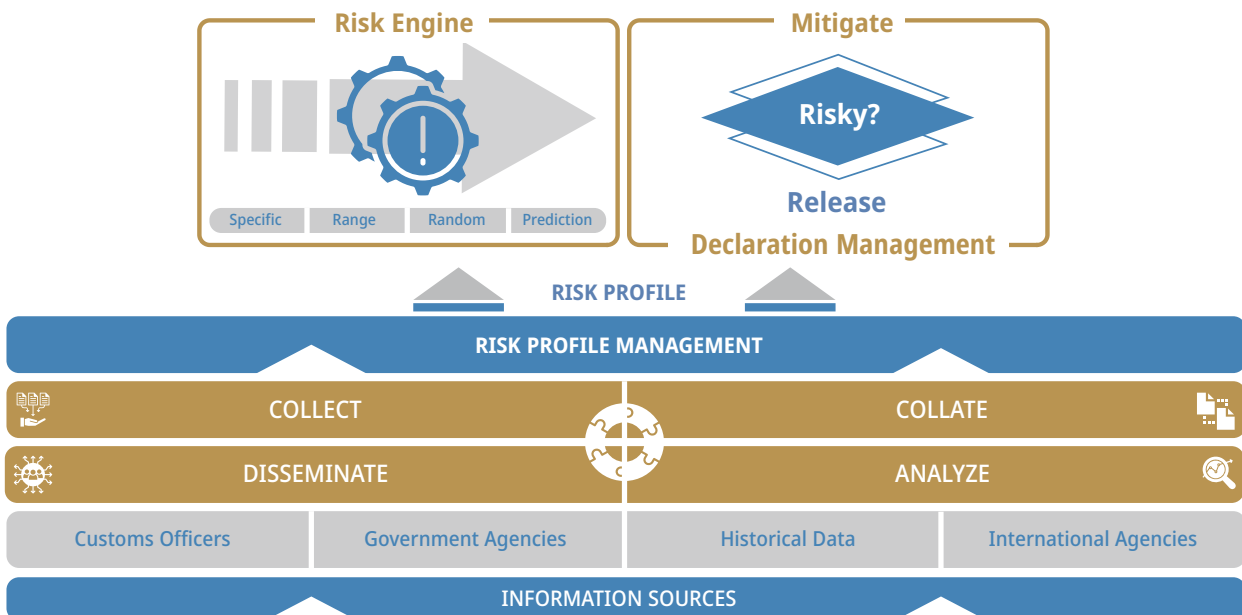 Risk Engine
Mitigate
Risky?
Release
Specific
Range
Random
Prediction
Declaration Management
RISK PROFILE
RISK PROFILE MANAGEMENT
COLLECT
COLLATE
DISSEMINATE
ANALYZE
Customs Officers
Government Agencies
Historical Data
International Agencies
INFORMATION SOURCES